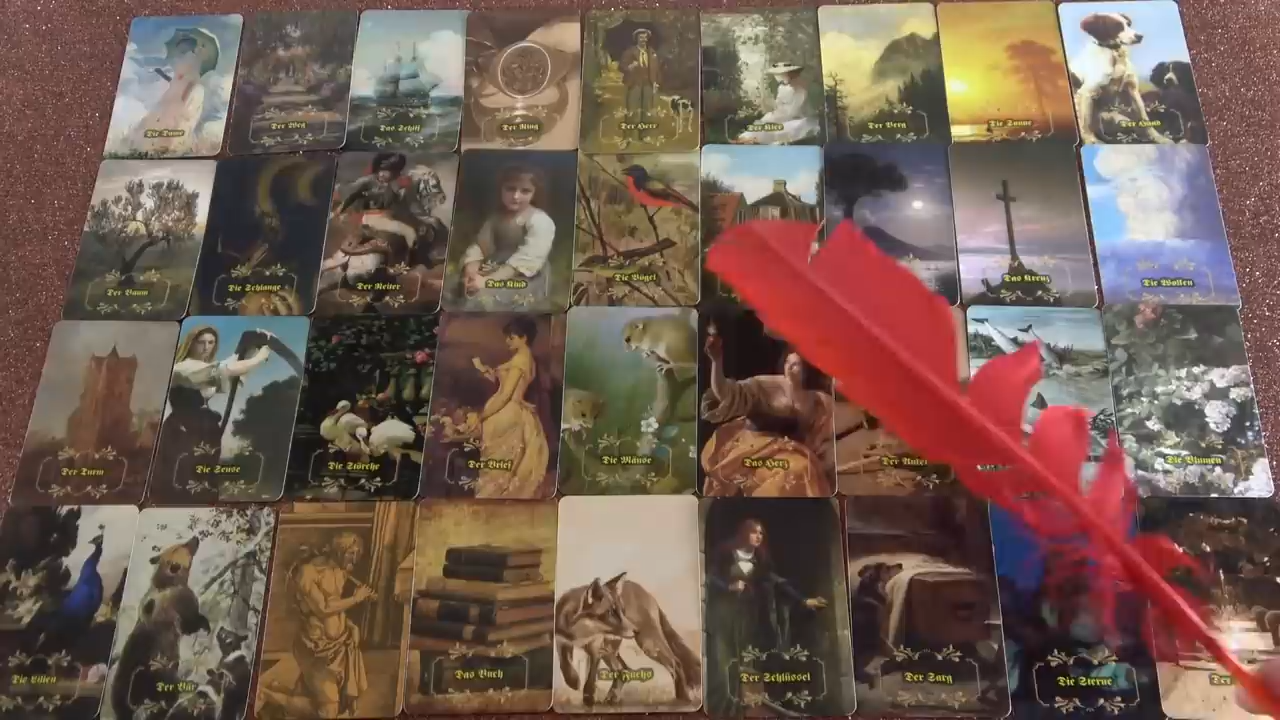 Die Dame
Der Weg
Das Schiff
Der Ring
Der Herr
Der Klee
Der Berg
Die Sonne
Der Hund
Der Baum
Die Schlange
Der Reiter
Das Kind
Die Vögel
Das Kreuz
Die Wolken
Der Turm
Die Sense
Die Störche
Der Brief
Die Mäuse
Das Herz
Der Anker
Die Blumen
Die Lilien
Der Bär
Das Buch
Der Fuchs
Der Schlüssel
Der Sarg
Die Sterne
Der